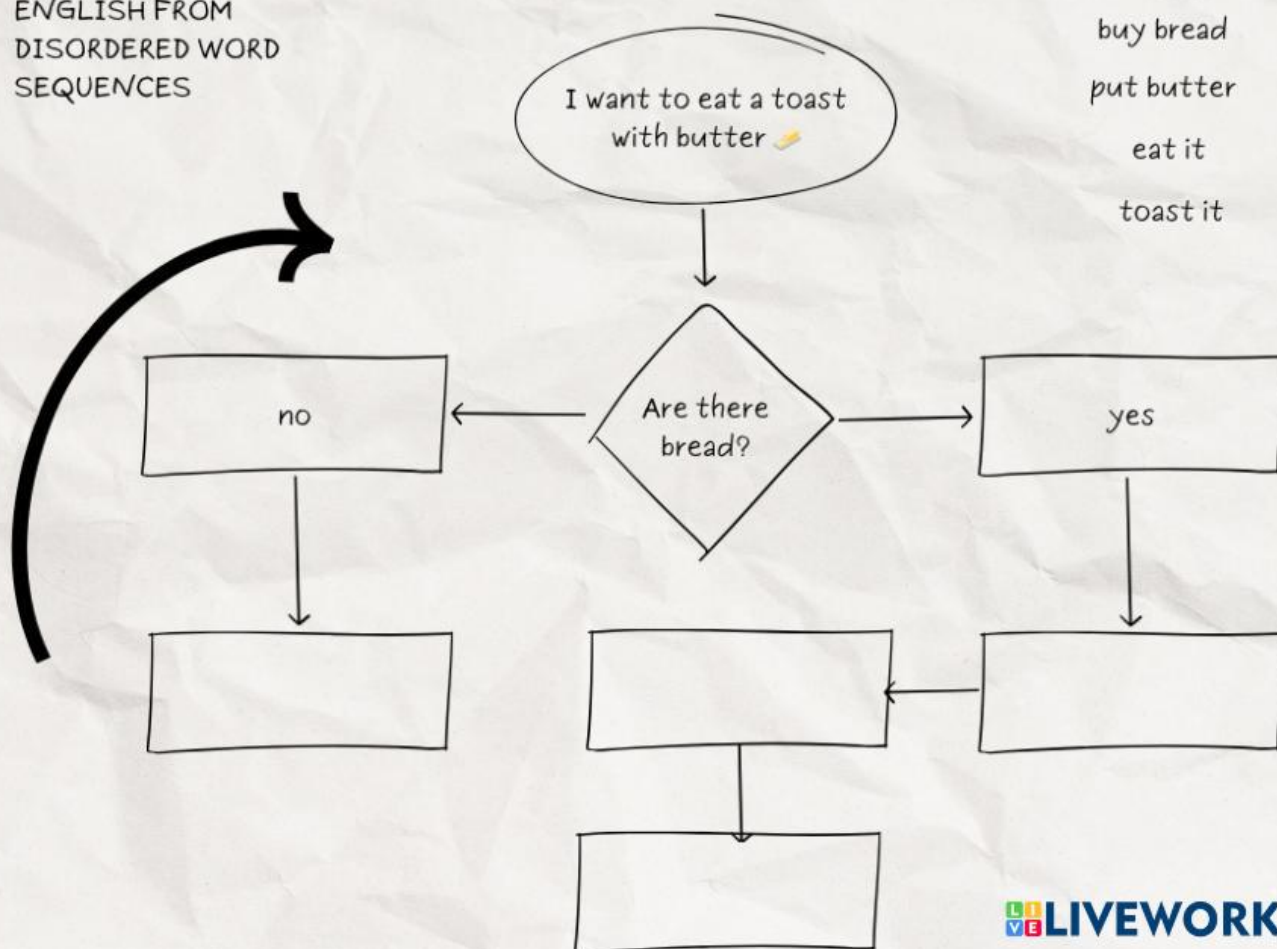 ENGLISH FROM
DISORDERED WORD
SEQUENCES
I want to eat a toast
with butter
buy bread
put butter
eat it
toast it
no
Are there
bread?
yes
LIVE
LIVEWORK